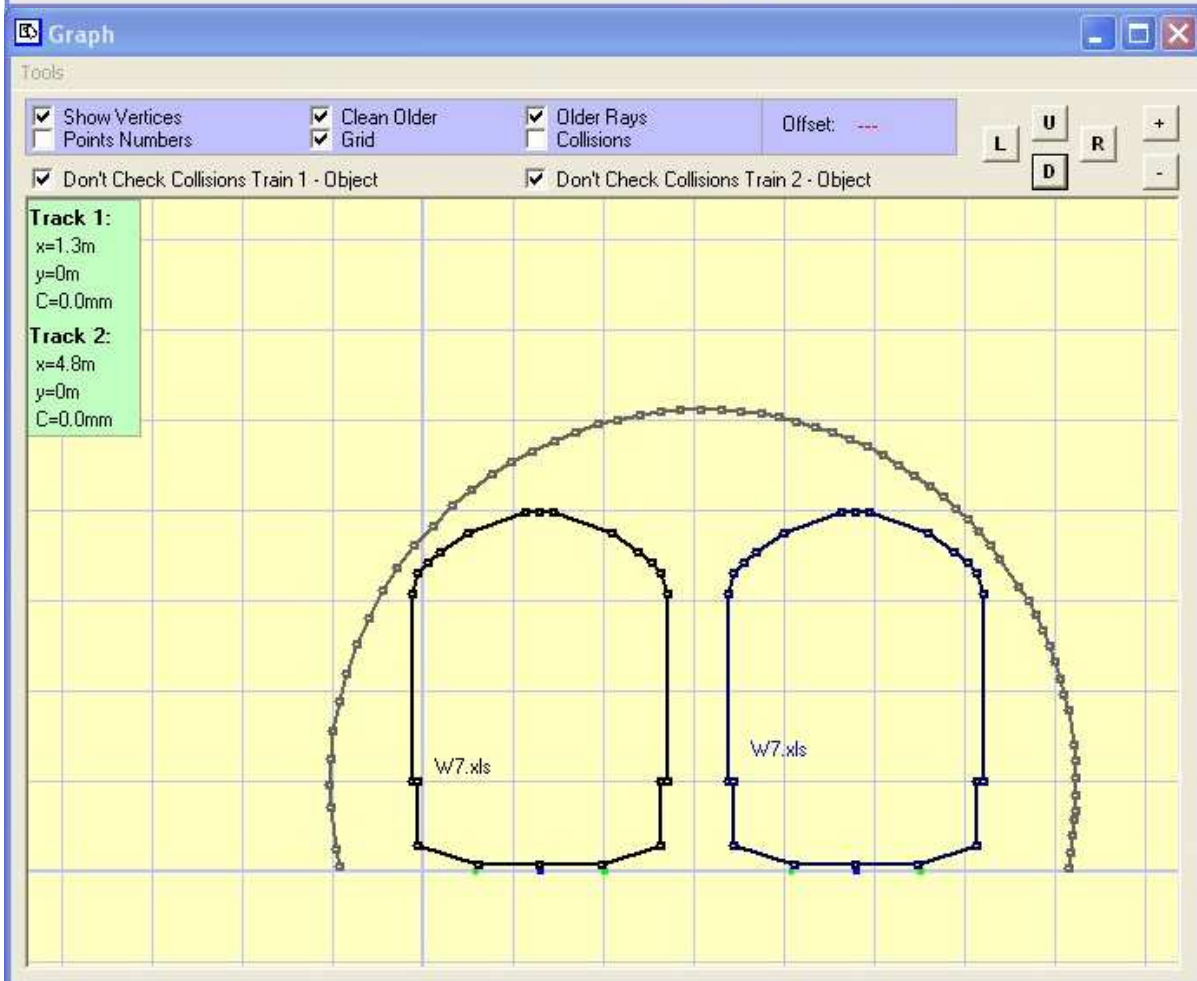 Graph
Tools
Show Vertices Clean Older Older Rays Offset: ---
Points Numbers Grid Collisions
L U D R + -
Don't Check Collisions Train 1 - Object Don't Check Collisions Train 2 - Object
Track 1:
x=1.3m
y=0m
C=0.0mm
Track 2:
x=4.8m
y=0m
C=0.0mm
W7.xls W7.xls